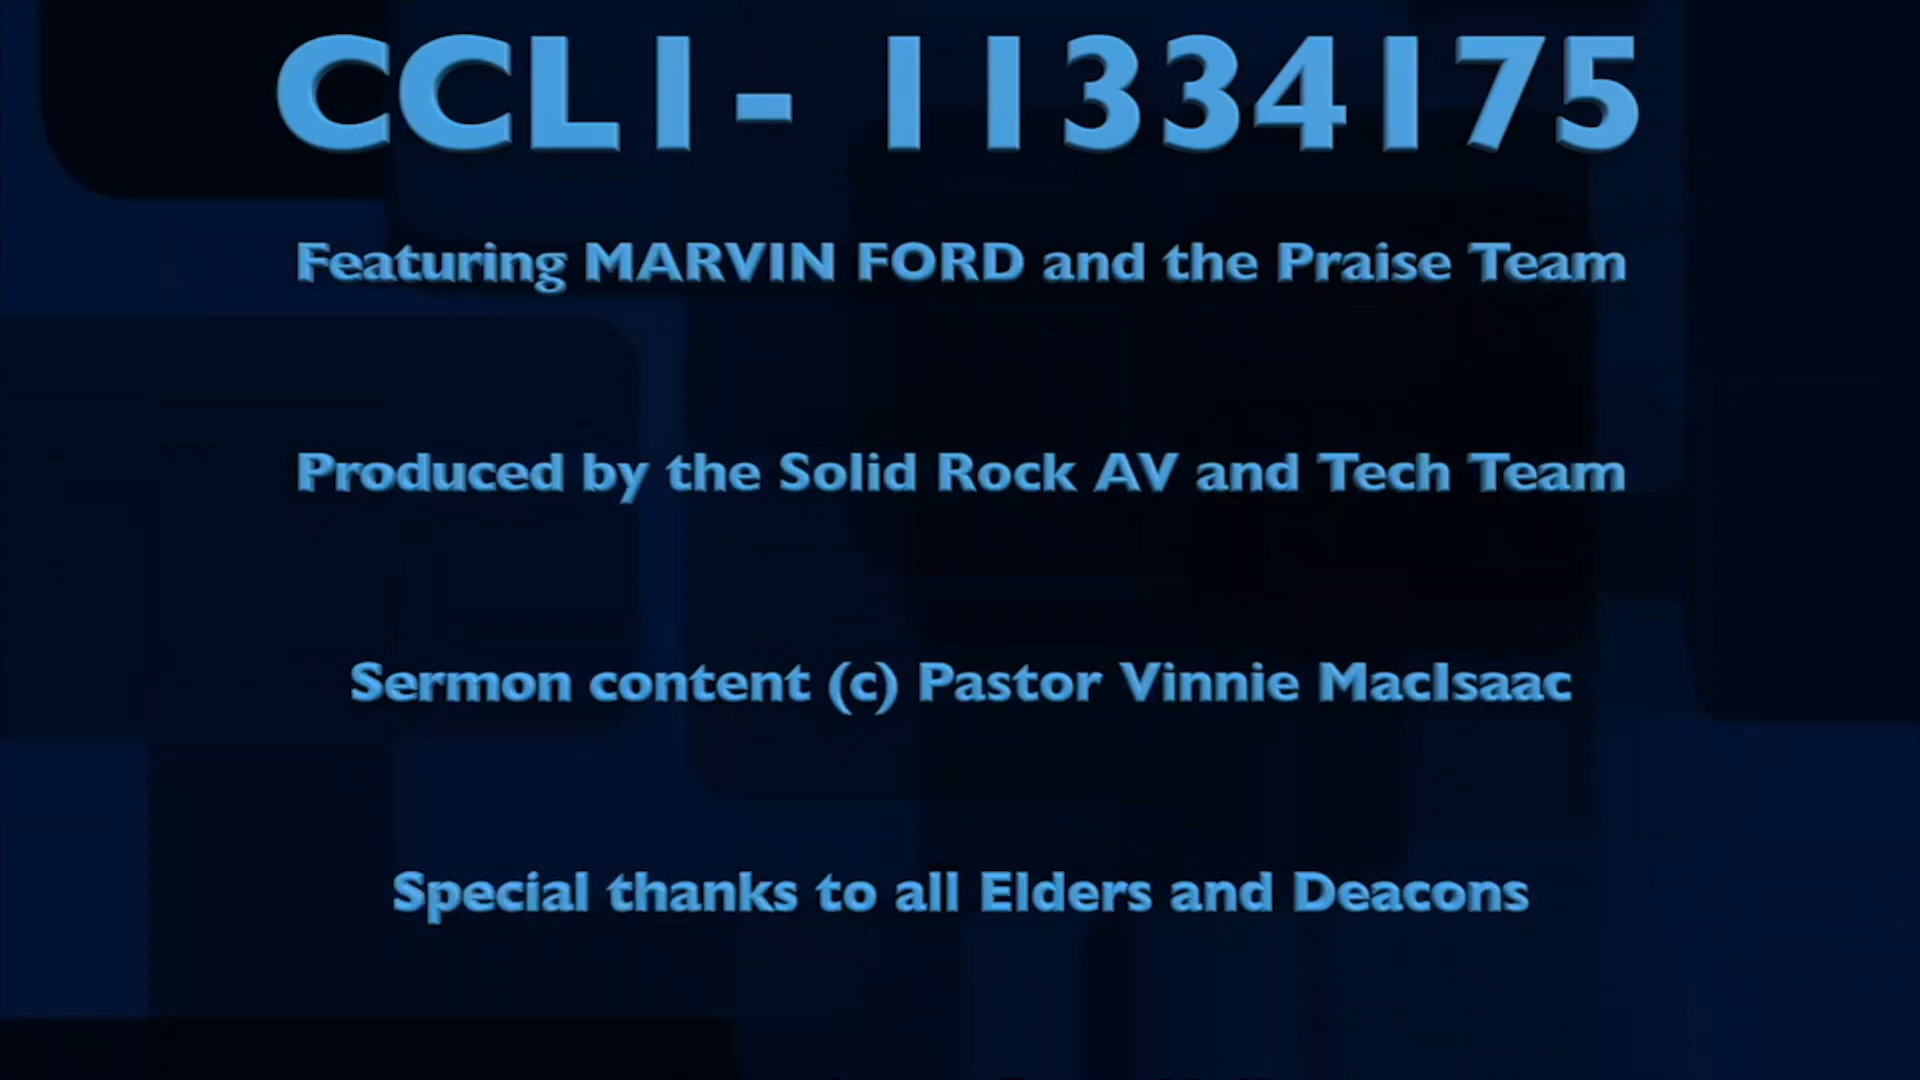 CCLI- 11334175
Featuring MARVIN FORD and the Praise Team
Produced by the Solid Rock AV and Tech Team
Sermon content (c) Pastor Vinnie MacIsaac
Special thanks to all Elders and Deacons